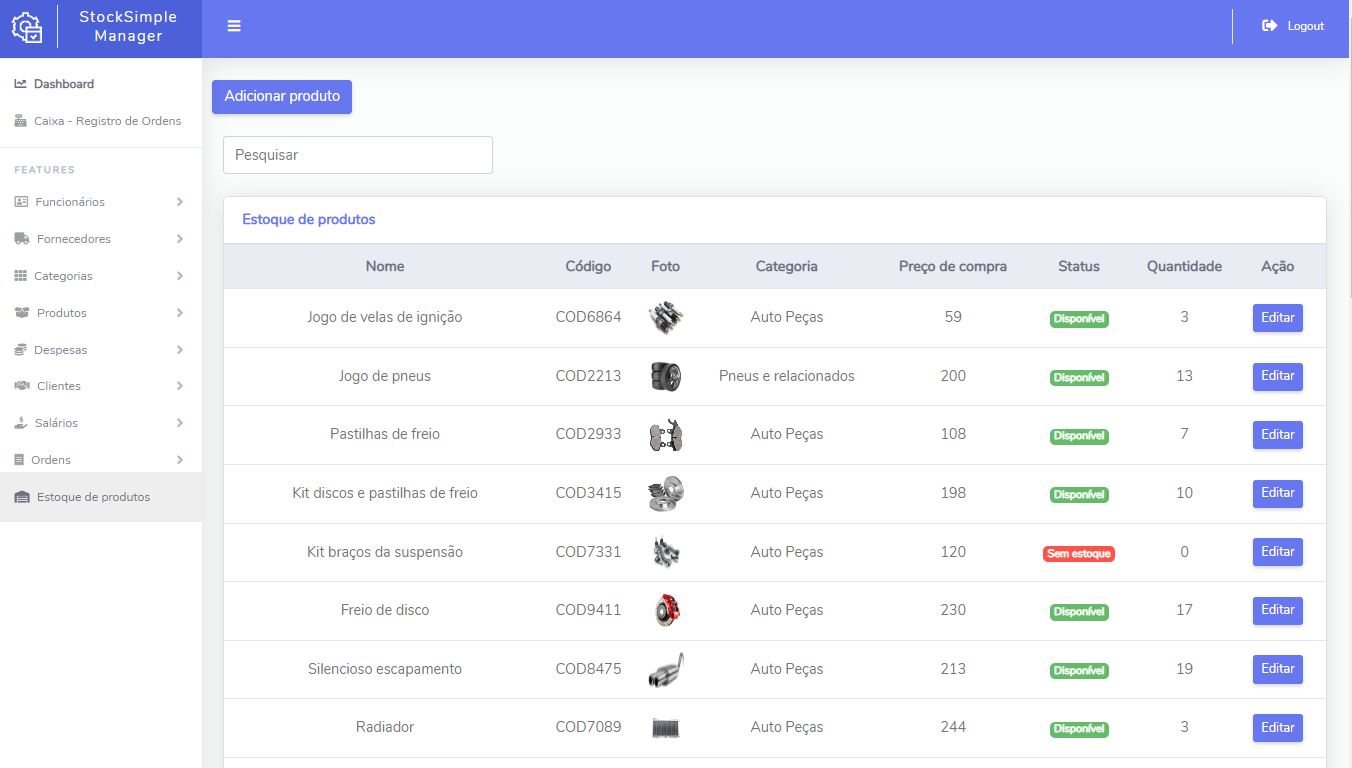 StockSimple
Manager
Logout
Dashboard
Caixa - Registro de Ordens
FEATURES
Funcionários
Fornecedores
Categorias
Produtos
Despesas
Clientes
Salários
Ordens
Estoque de produtos
Adicionar produto
Pesquisar
Estoque de produtos
Nome Código Foto Categoria Preço de compra Status Quantidade Ação
Jogo de velas de ignição COD6864 Auto Peças 59 Disponível 3 Editar
Jogo de pneus COD2213 Pneus e relacionados 200 Disponível 13 Editar
Pastilhas de freio COD2933 Auto Peças 108 Disponível 7 Editar
Kit discos e pastilhas de freio COD3415 Auto Peças 198 Disponível 10 Editar
Kit braços da suspensão COD7331 Auto Peças 120 Sem estoque 0 Editar
Freio de disco COD9411 Auto Peças 230 Disponível 17 Editar
Silencioso escapamento COD8475 Auto Peças 213 Disponível 19 Editar
Radiador COD7089 Auto Peças 244 Disponível 3 Editar